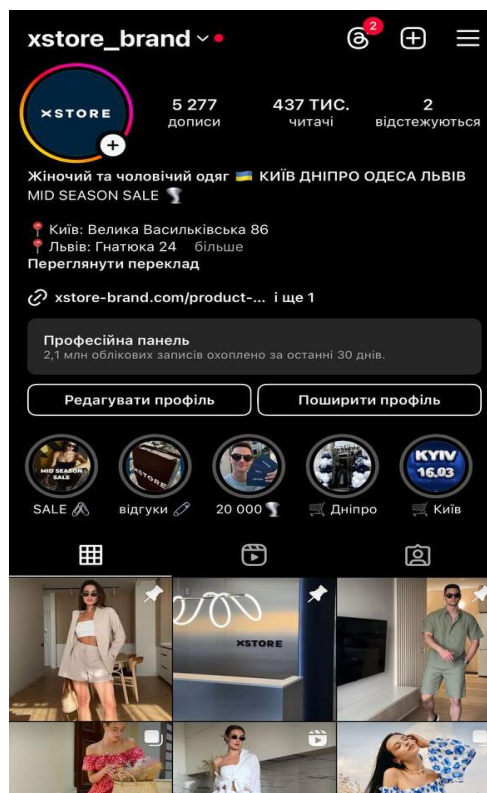 xstore_brand
2
XSTORE
5 277
дописи
437 ТИС.
читачі
2
відстежуються
Жіночий та чоловічий одяг 🇺🇦 КИЇВ ДНІПРО ОДЕСА ЛЬВІВ
MID SEASON SALE 🌪️
📍 Київ: Велика Васильківська 86
📍 Львів: Гнатюка 24 більше
Переглянути переклад
xstore-brand.com/product-... і ще 1
Професійна панель
2,1 млн облікових записів охоплено за останні 30 днів.
Редагувати профіль
Поширити профіль
MID SEASON
SALE
XSTORE
KYIV
16.03
SALE 🖇️
відгуки 🧷
20 000 🌪️
🛒 Дніпро
🛒 Київ
XSTORE